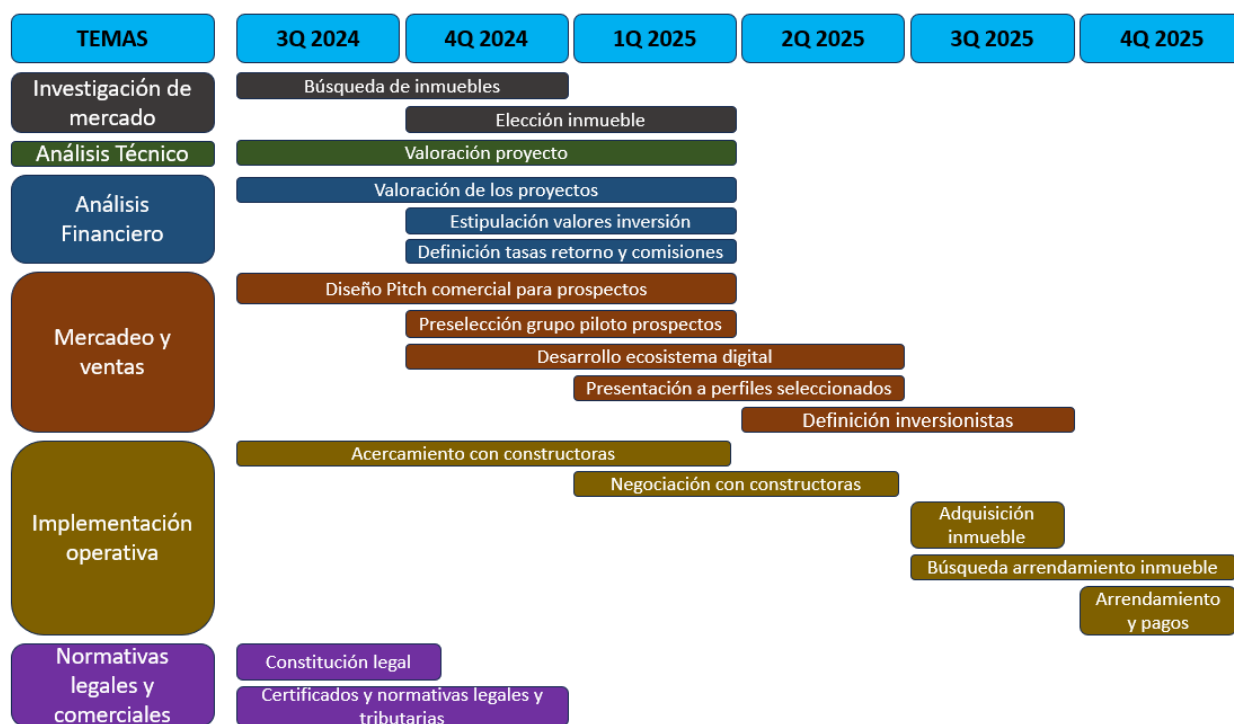 TEMAS
3Q 2024
4Q 2024
1Q 2025
2Q 2025
3Q 2025
4Q 2025
Investigación de
mercado
Búsqueda de inmuebles
Elección inmueble
Análisis Técnico
Valoración proyecto
Análisis
Financiero
Valoración de los proyectos
Estipulación valores inversión
Definición tasas retorno y comisiones
Mercadeo y
ventas
Diseño Pitch comercial para prospectos
Preselección grupo piloto prospectos
Desarrollo ecosistema digital
Presentación a perfiles seleccionados
Definición inversionistas
Implementación
operativa
Acercamiento con constructoras
Negociación con constructoras
Adquisición
inmueble
Búsqueda arrendamiento inmueble
Arrendamiento
y pagos
Normativas
legales y
comerciales
Constitución legal
Certificados y normativas legales y
tributarias